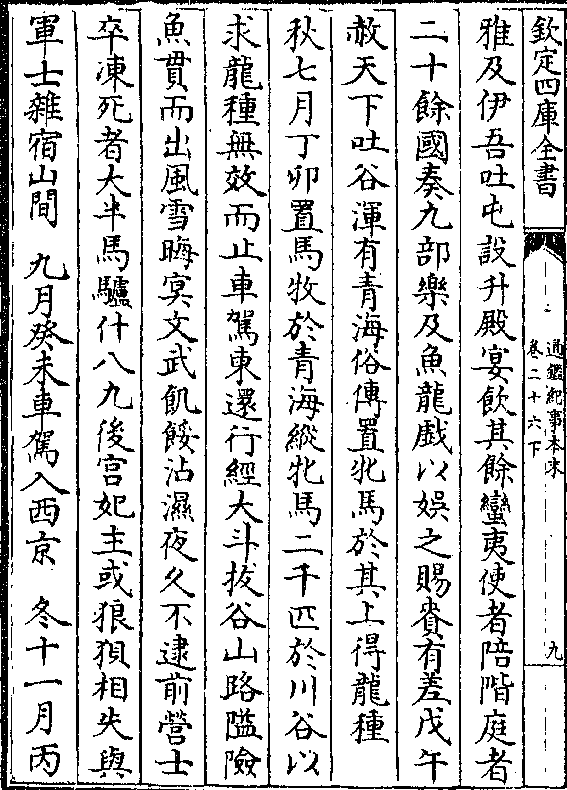 欽定四庫全書
通鑑紀事本末
卷二十六下
九
雅及伊吾吐屯設升殿宴飲其餘蠻夷使者陪階庭者
二十餘國奏九部樂及魚龍戲以娛之賜賚有差戊午
赦天下吐谷渾有青海俗傳置牝馬於其上得龍種
秋七月丁卯置馬牧於青海縱牝馬二千匹於川谷以
求龍種無效而止車駕東還行經大斗拔谷山路隘險
魚貫而出風雪晦冥文武飢餒沾濕夜久不逮前營士
卒凍死者大半馬驢什八九後宮妃主或狼狽相失與
軍士雜宿山間 九月癸未車駕入西京 冬十一月丙